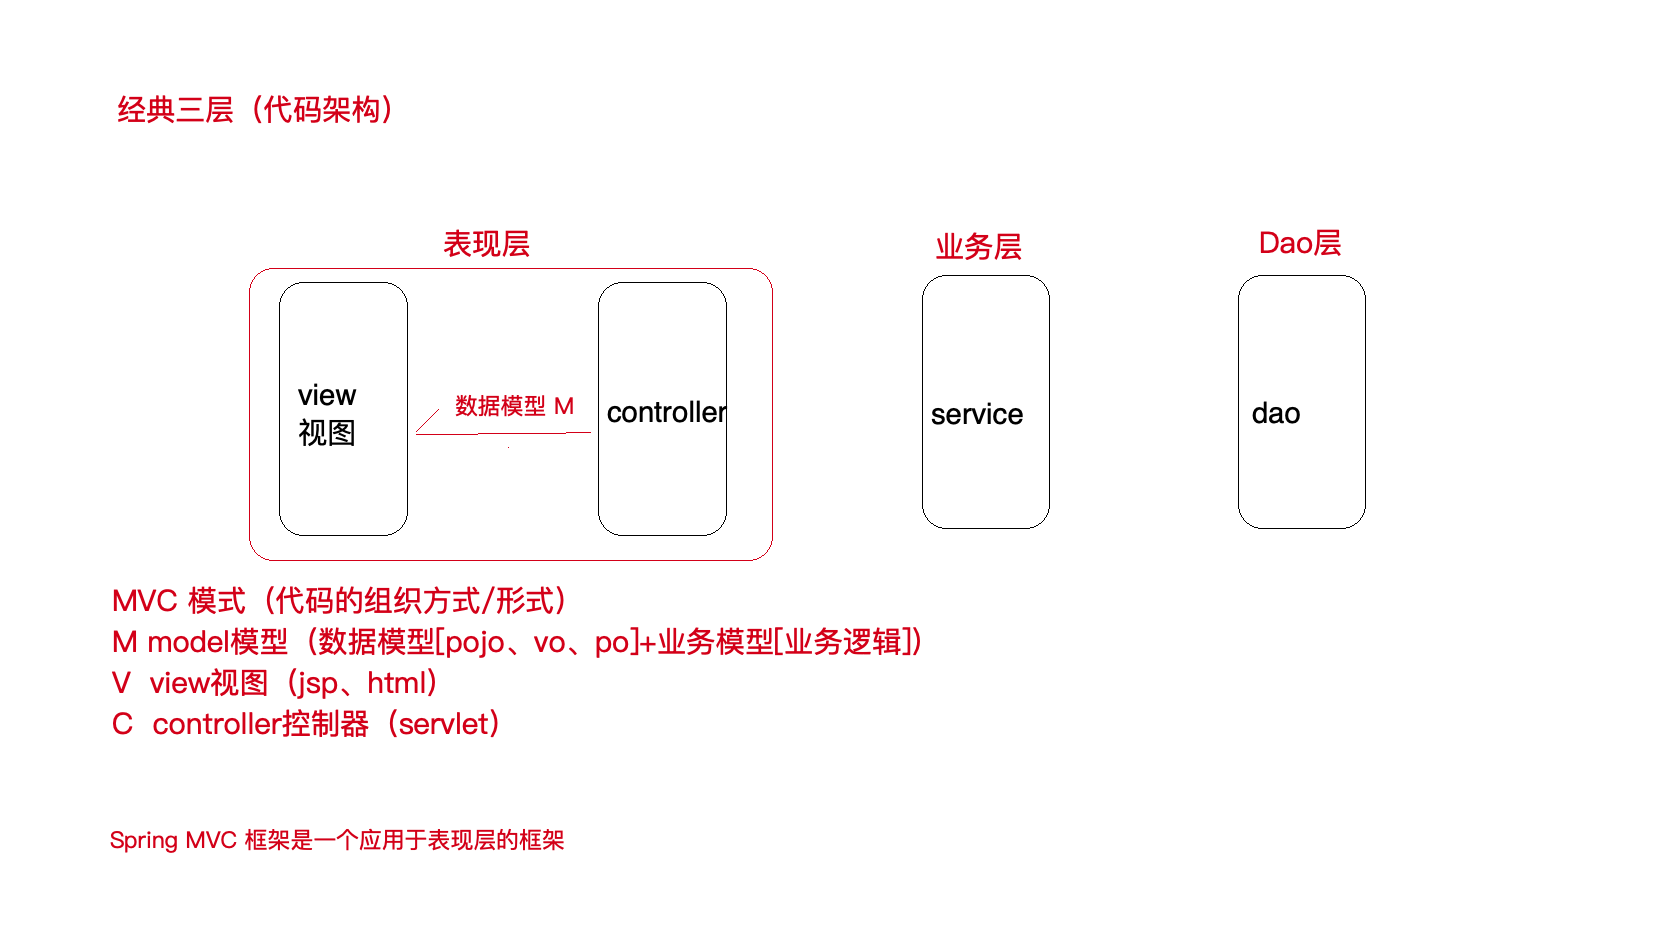 经典三层（代码架构）
表现层
业务层
Dao层
view
视图
数据模型 M
controller
service
dao
MVC 模式（代码的组织方式/形式）
M model模型（数据模型[pojo、vo、po]+业务模型[业务逻辑]）
V view视图（jsp、html）
C controller控制器（servlet）
Spring MVC 框架是一个应用于表现层的框架